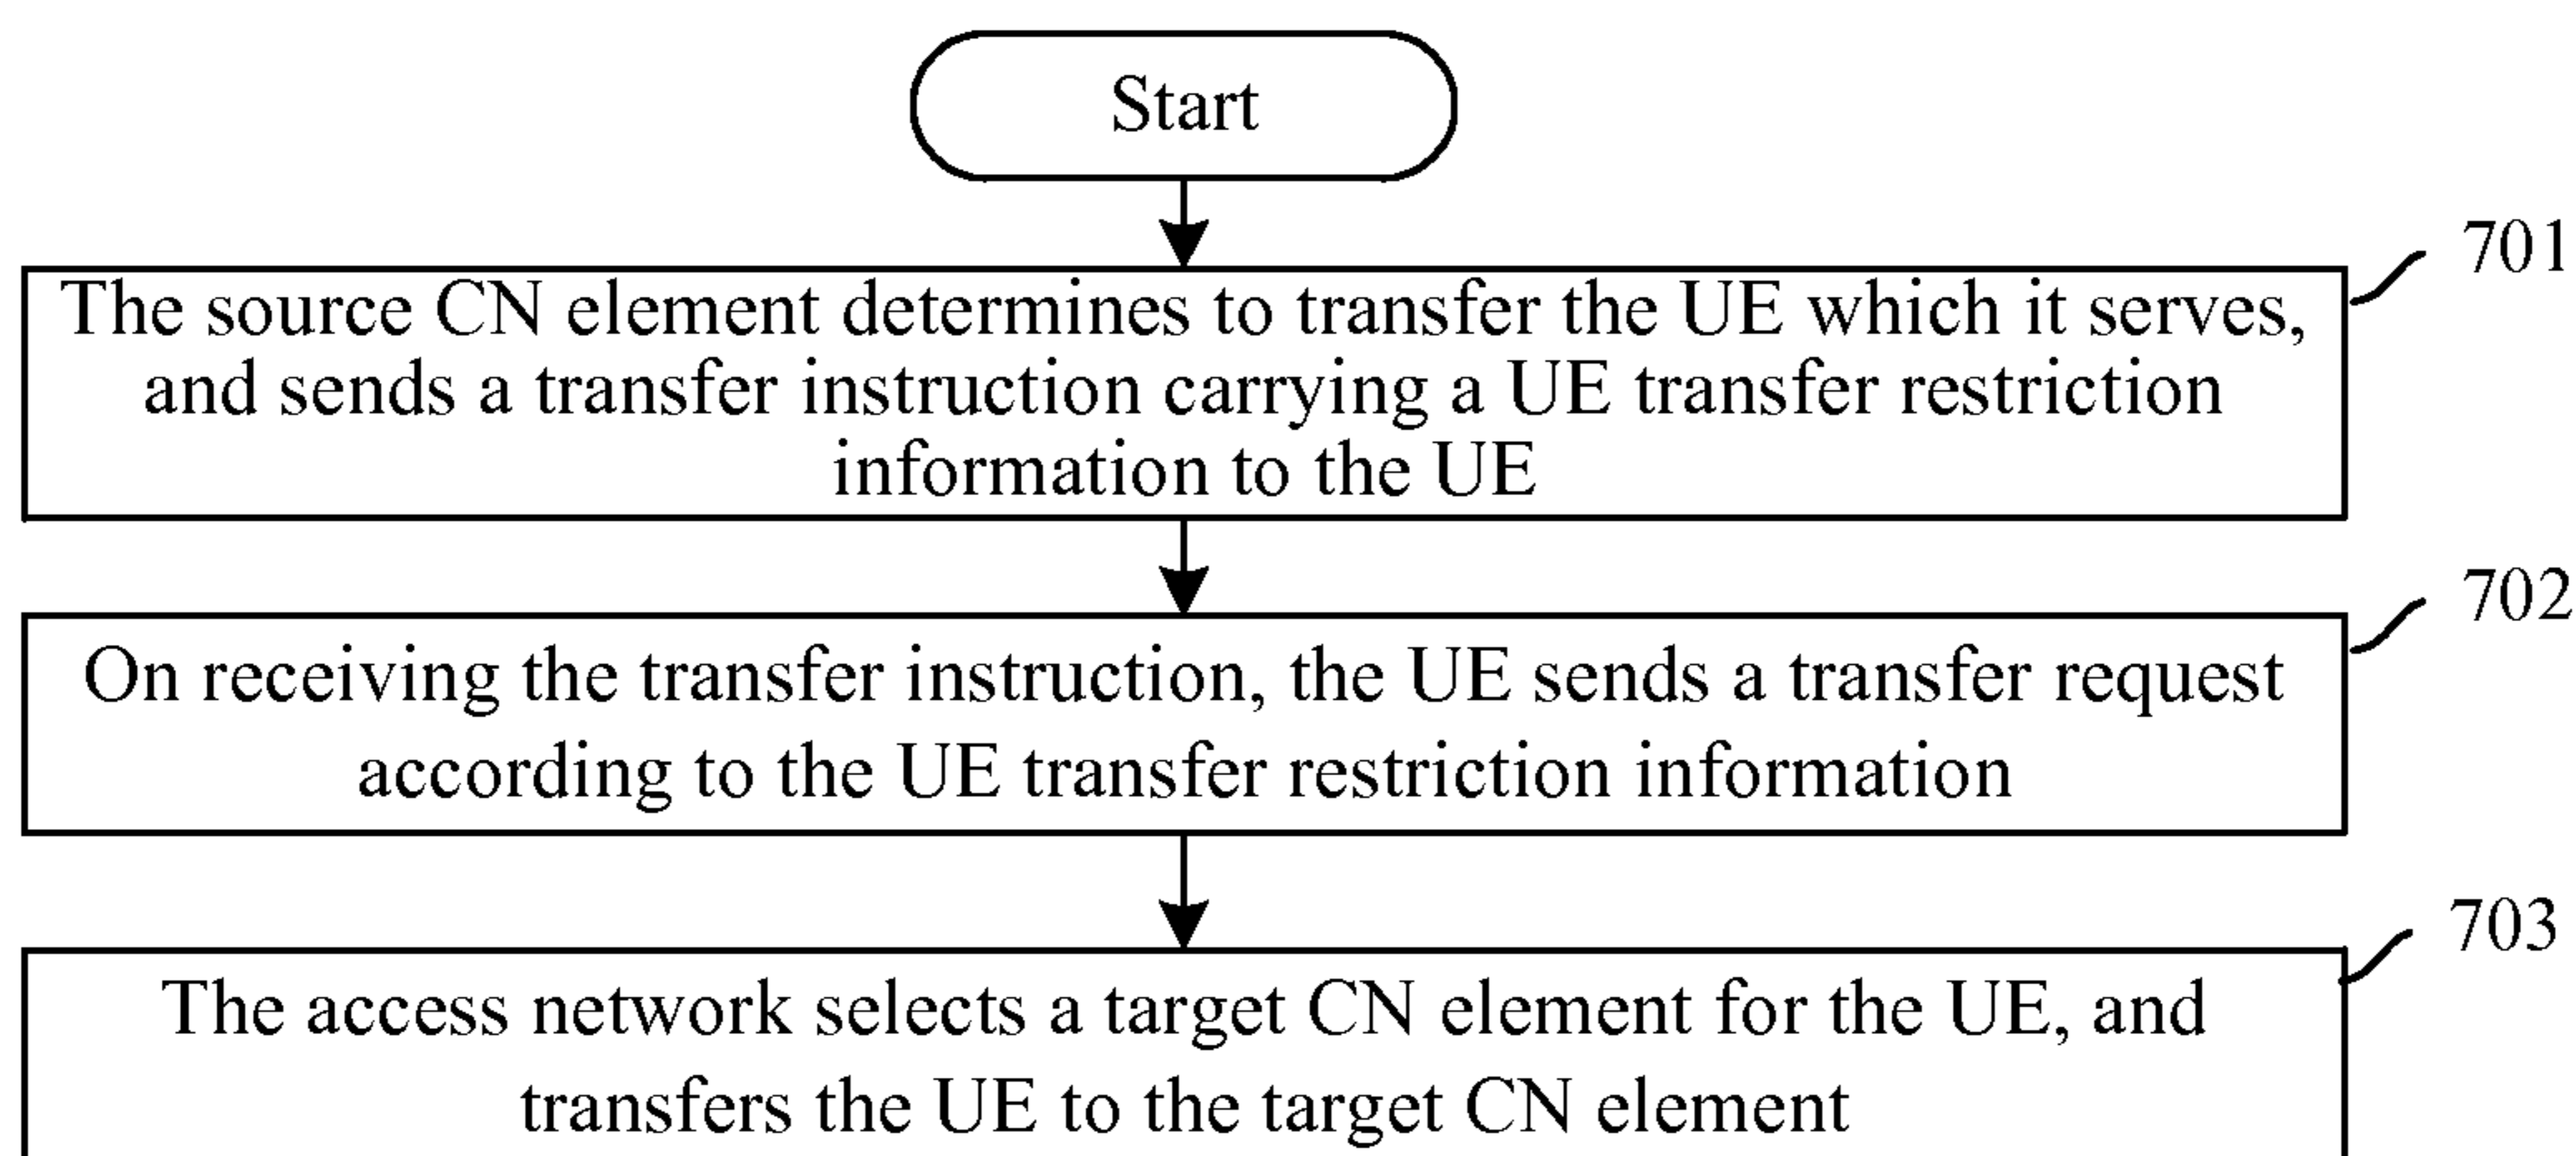 Start
701
The source CN element determines to transfer the UE which it serves,
and sends a transfer instruction carrying a UE transfer restriction
information to the UE
702
On receiving the transfer instruction, the UE sends a transfer request
according to the UE transfer restriction information
703
The access network selects a target CN element for the UE, and
transfers the UE to the target CN element